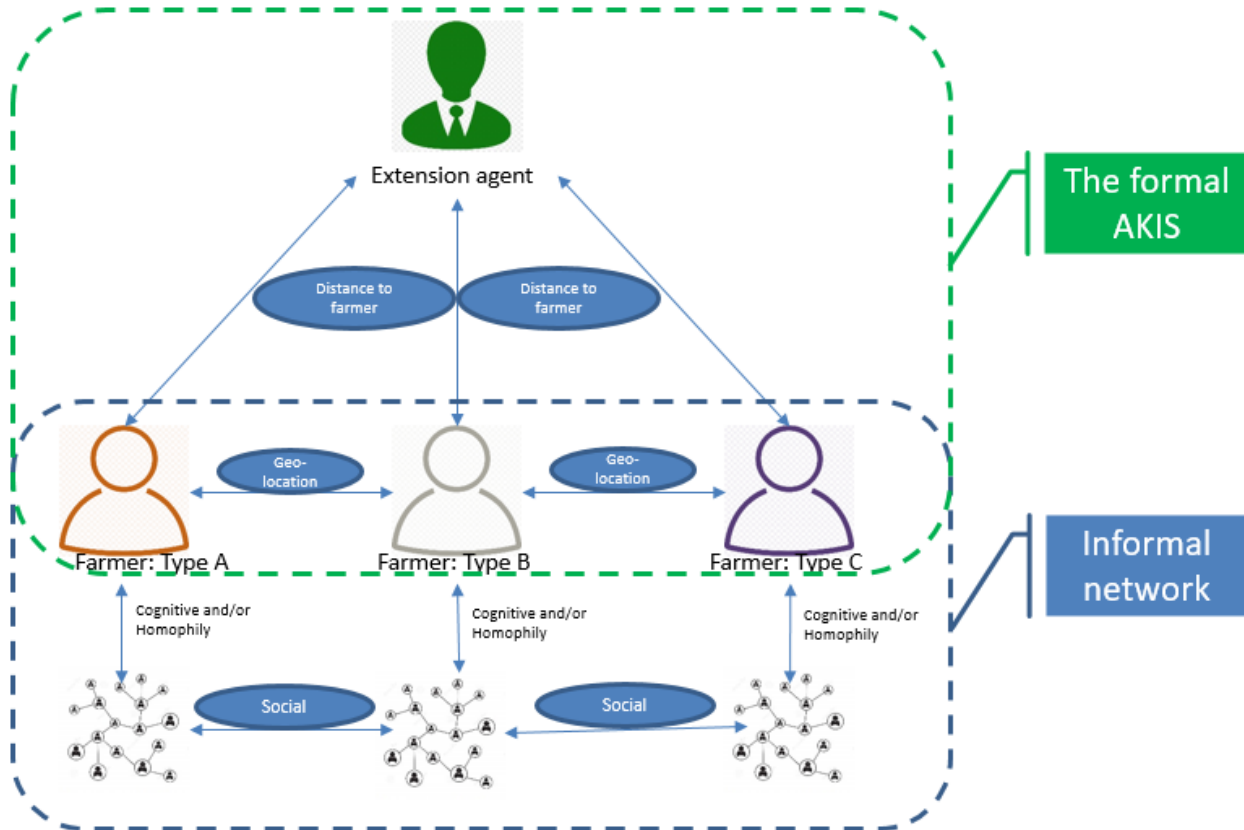 Extension agent
The formal
AKIS
Distance to
farmer
Distance to
farmer
Geo-
location
Geo-
location
Farmer: Type A
Farmer: Type B
Farmer: Type C
Informal
network
Cognitive and/or
Homophily
Cognitive and/or
Homophily
Cognitive and/or
Homophily
Social
Social